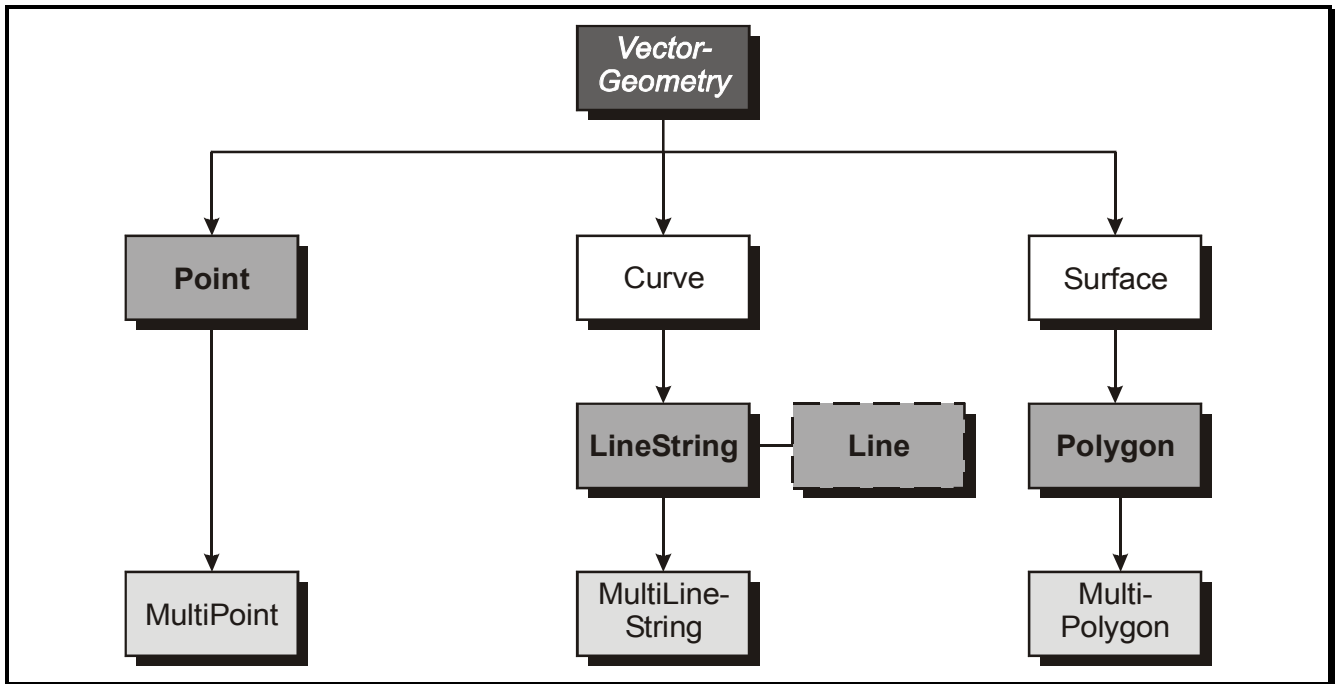 Vector-
Geometry
Point
Curve
Surface
LineString
Line
Polygon
MultiPoint
MultiLine-
String
Multi-
Polygon